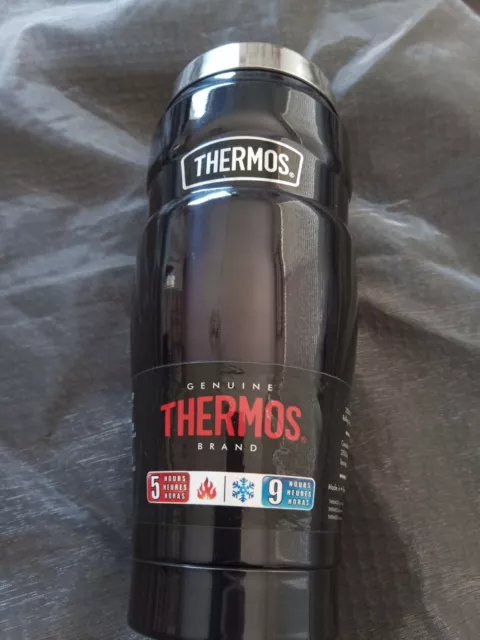 THERMOS®
GENUINE
THERMOS®
BRAND
5 HOURS
HEURES
HORAS
9 HOURS
HEURES
HORAS